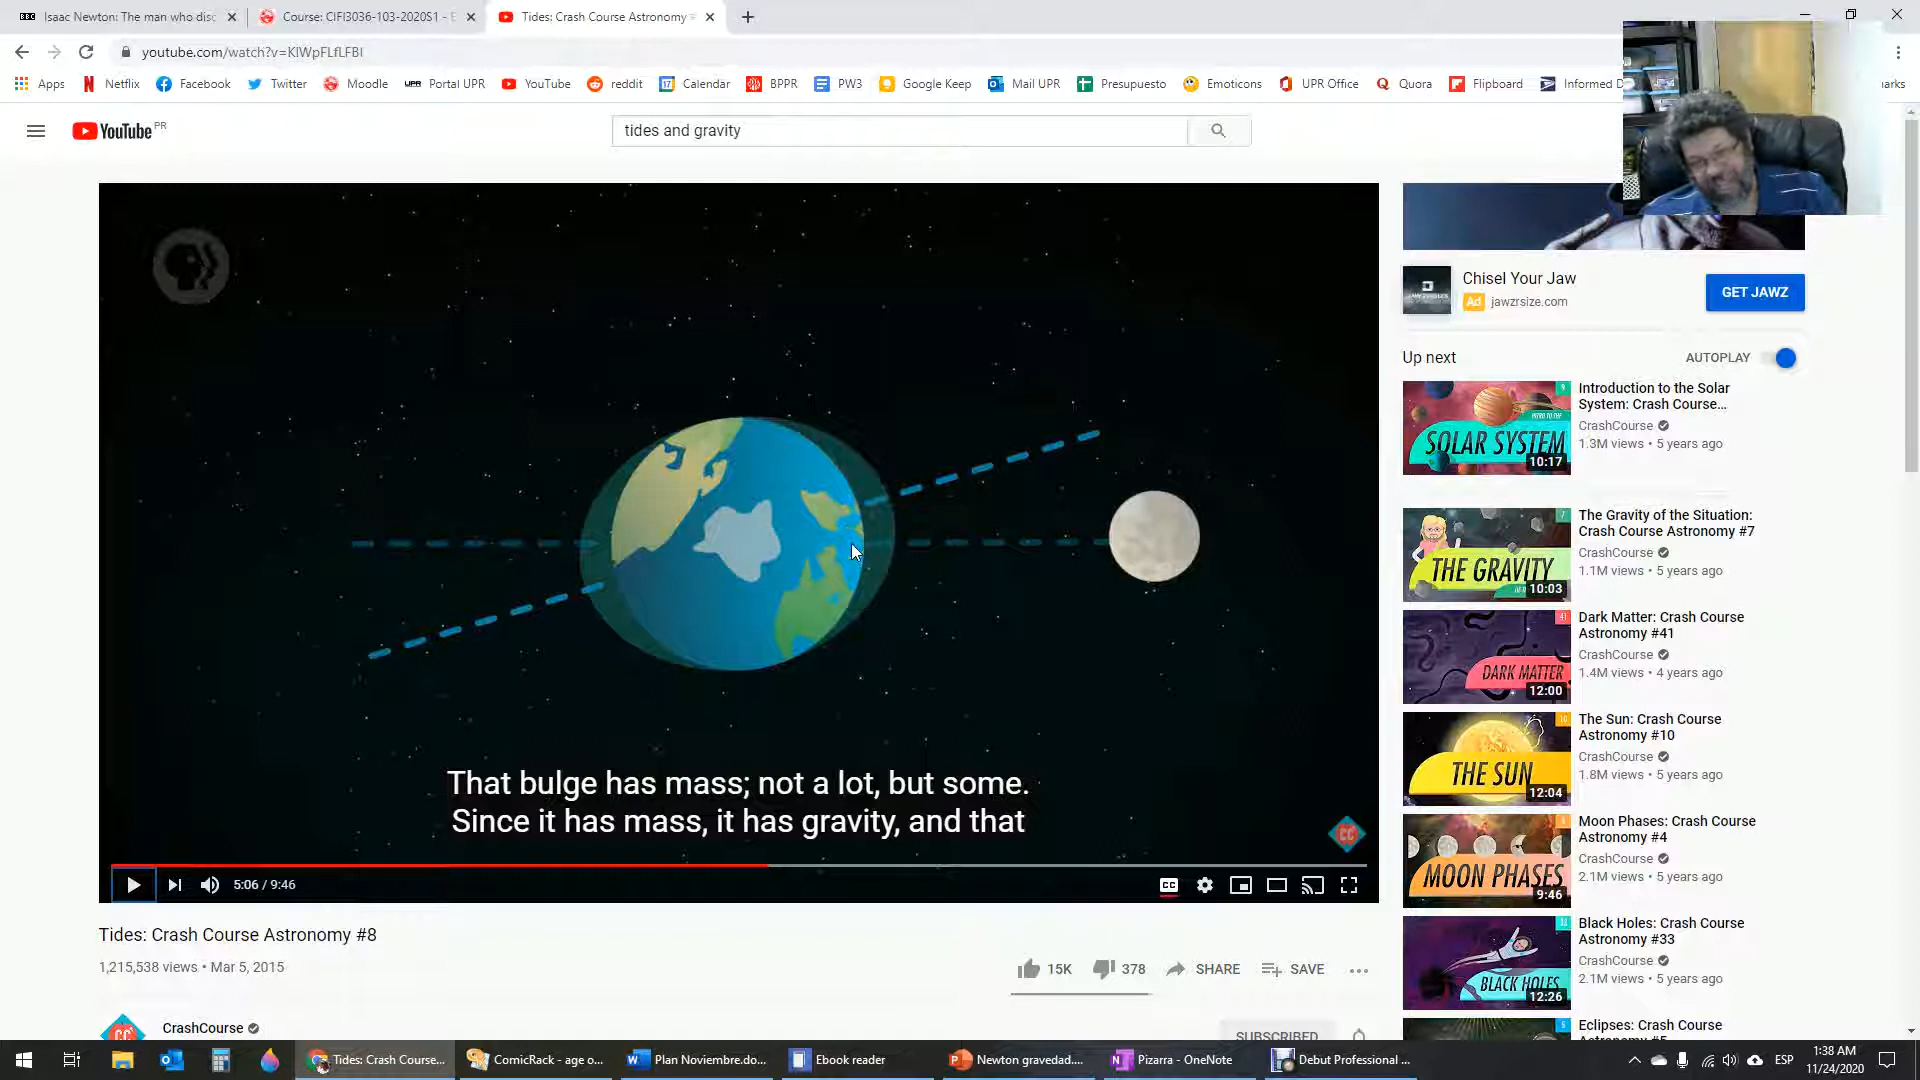 Isaac Newton: The man who disc
Course: CIFI3036-103-2020S1 - E
Tides: Crash Course Astronomy #
youtube.com/watch?v=KlWpFLfLFBI
Apps
Netflix
Facebook
Twitter
Moodle
UPR Portal UPR
YouTube
reddit
Calendar
BPPR
PW3
Google Keep
Mail UPR
Presupuesto
Emoticons
UPR Office
Quora
Flipboard
Informed D
arks
YouTube PR
tides and gravity
That bulge has mass; not a lot, but some.
Since it has mass, it has gravity, and that
CC
5:06 / 9:46
Tides: Crash Course Astronomy #8
1,215,538 views • Mar 5, 2015
15K
378
SHARE
SAVE
CrashCourse
SUBSCRIBED
Chisel Your Jaw
Ad jawzrsize.com
GET JAWZ
Up next
AUTOPLAY
SOLAR SYSTEM
10:17
Introduction to the Solar
System: Crash Course...
CrashCourse
1.3M views • 5 years ago
THE GRAVITY
10:03
The Gravity of the Situation:
Crash Course Astronomy #7
CrashCourse
1.1M views • 5 years ago
DARK MATTER
12:00
Dark Matter: Crash Course
Astronomy #41
CrashCourse
1.4M views • 4 years ago
THE SUN
12:04
The Sun: Crash Course
Astronomy #10
CrashCourse
1.8M views • 5 years ago
MOON PHASES
9:46
Moon Phases: Crash Course
Astronomy #4
CrashCourse
2.1M views • 5 years ago
BLACK HOLES
12:26
Black Holes: Crash Course
Astronomy #33
CrashCourse
2.1M views • 5 years ago
Eclipses: Crash Course
Tides: Crash Course...
ComicRack - age o...
Plan Noviembre.do...
Ebook reader
Newton gravedad....
Pizarra - OneNote
Debut Professional ...
ESP
1:38 AM
11/24/2020